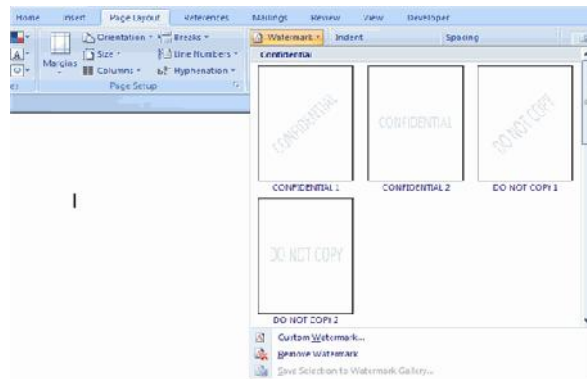 Home Insert Page Layout References Mailings Review View Developer
Orientation Breaks Watermark Indent Spacing
Margins Size Line Numbers
Columns Hyphenation
Page Setup
Confidential
CONFIDENTIAL CONFIDENTIAL DO NOT COPY
CONFIDENTIAL 1 CONFIDENTIAL 2 DO NOT COPY 1
DO NOT COPY
DO NOT COPY 2
Custom Watermark...
Remove Watermark
Save Selection to Watermark Gallery...